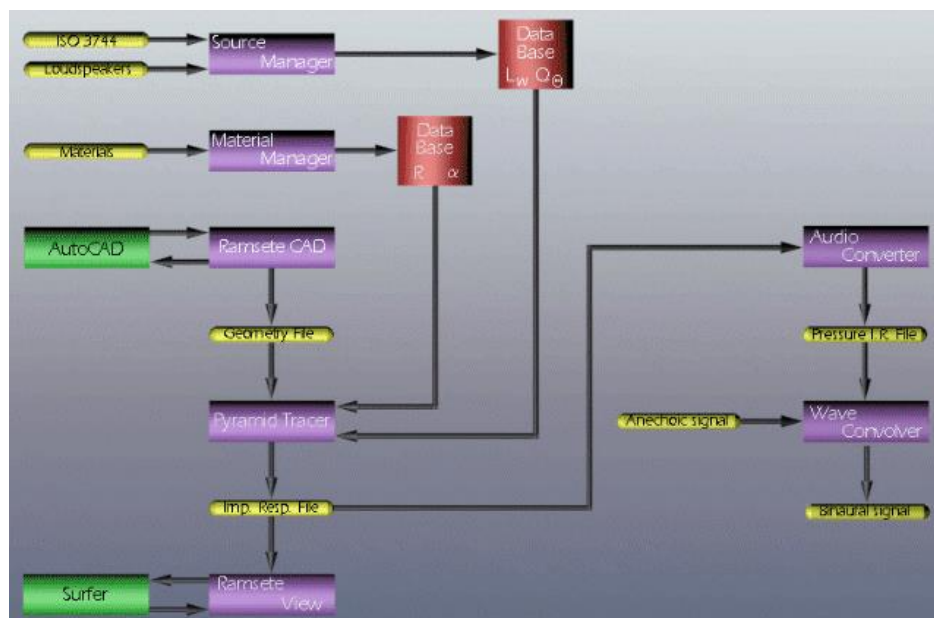 ISO 3744
Loudspeakers
Source
Manager
Data
Base
Lw QΘ
Materials
Material
Manager
Data
Base
R α
AutoCAD
Ramsete CAD
Audio
Converter
Geometry File
Pressure I.R. File
Pyramid Tracer
Anechoic signal
Wave
Convolver
Imp. Resp. File
Binaural signal
Surfer
Ramsete
View